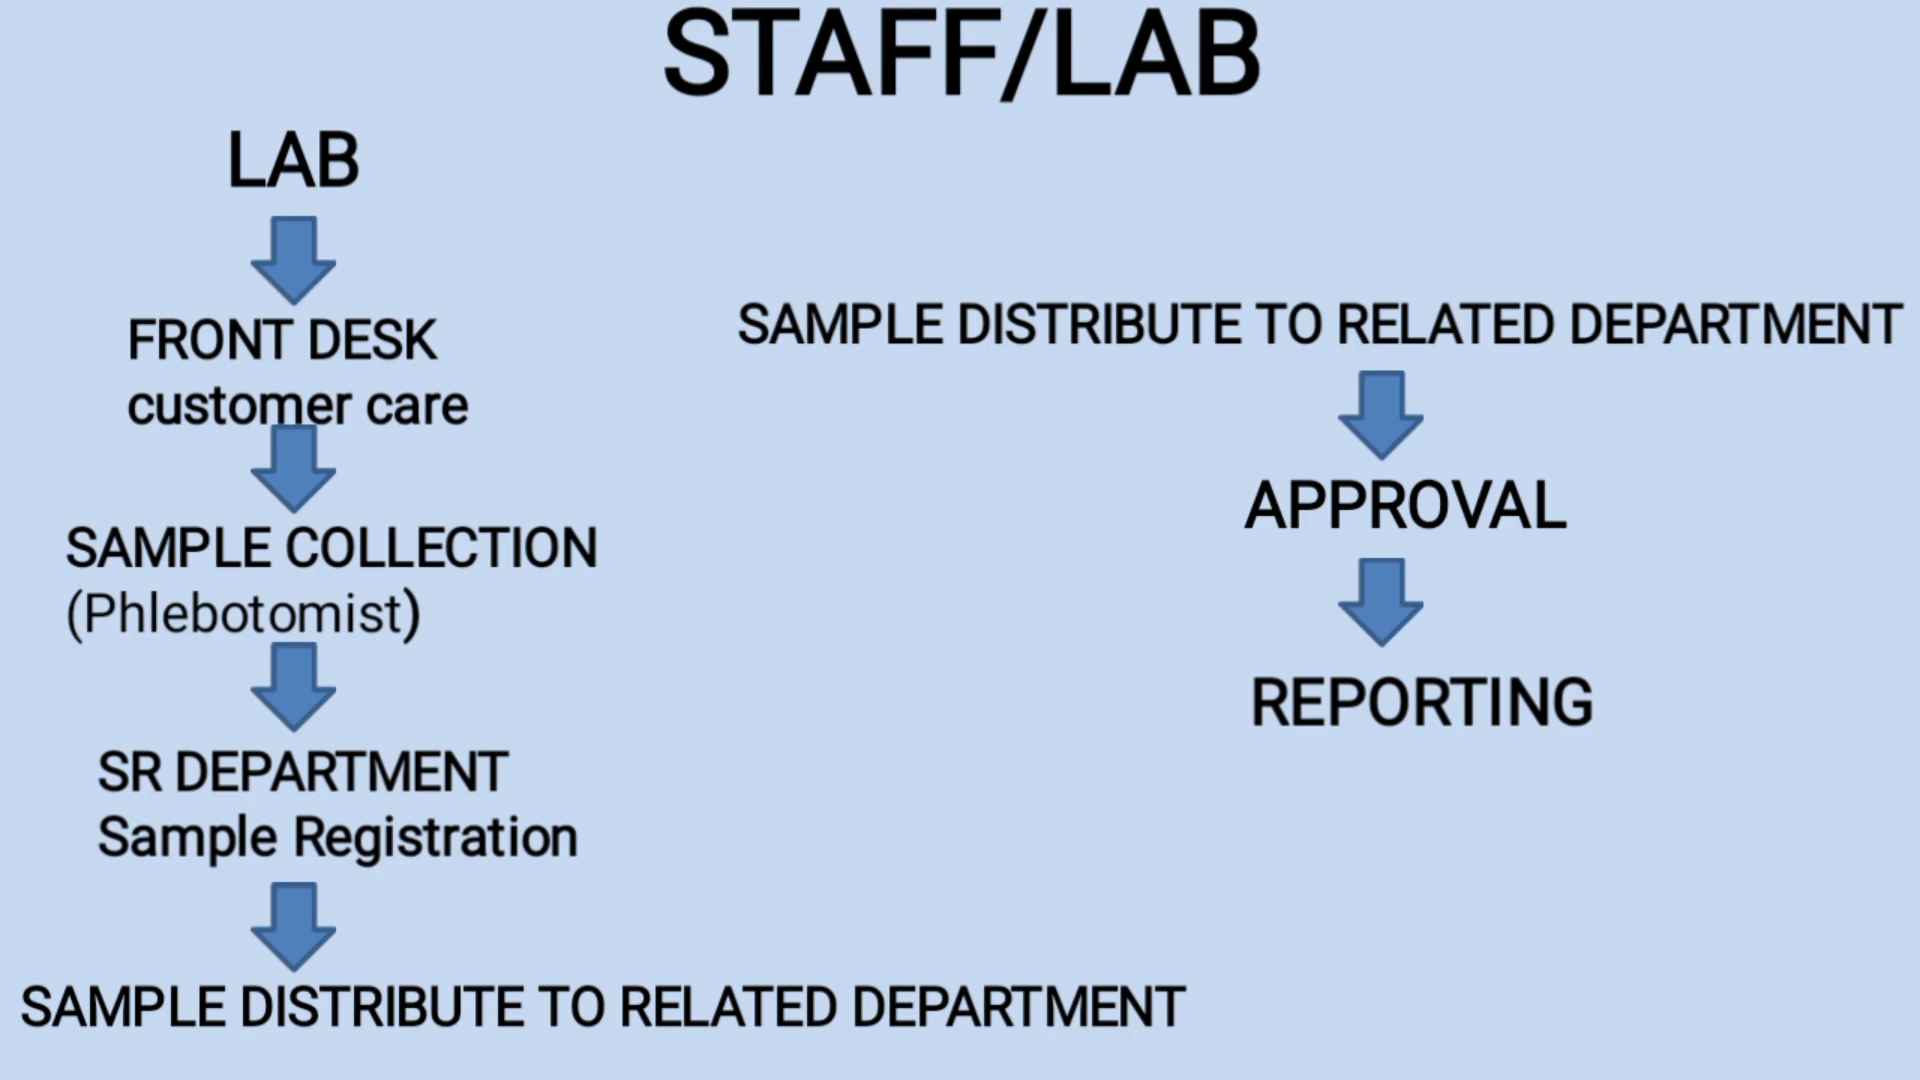 STAFF/LAB
LAB
FRONT DESK
customer care
SAMPLE COLLECTION
(Phlebotomist)
SR DEPARTMENT
Sample Registration
SAMPLE DISTRIBUTE TO RELATED DEPARTMENT
SAMPLE DISTRIBUTE TO RELATED DEPARTMENT
APPROVAL
REPORTING